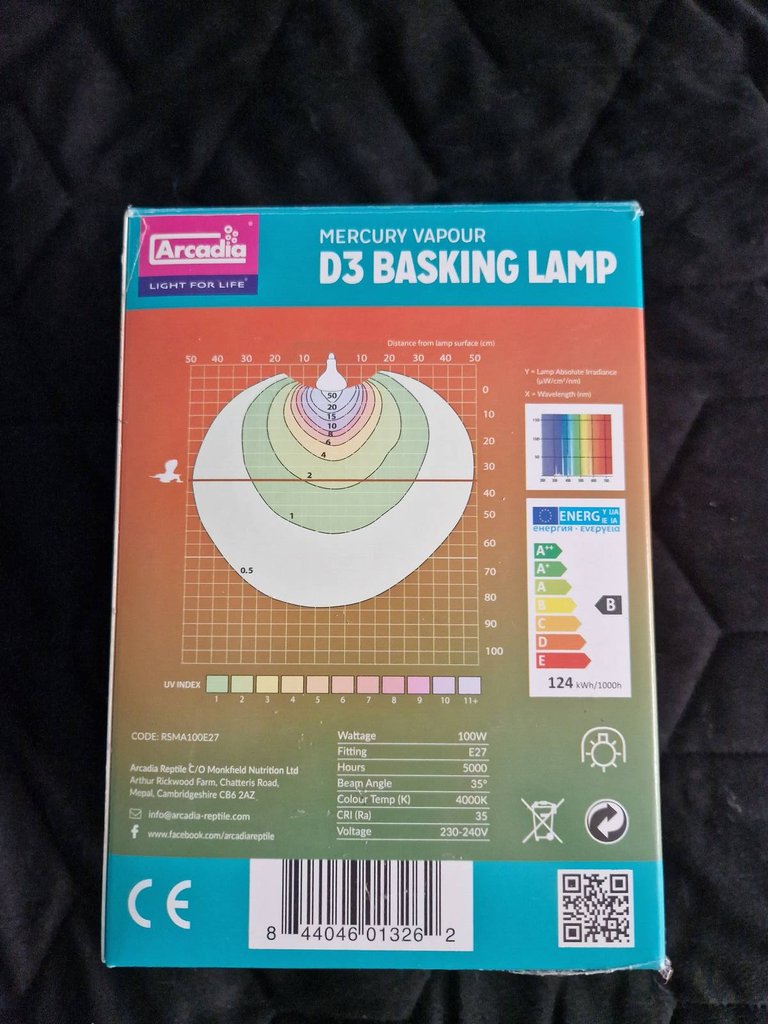 Arcadia
LIGHT FOR LIFE
MERCURY VAPOUR
D3 BASKING LAMP
Distance from lamp surface (cm)
50 40 30 20 10 10 20 30 40 50
0
10
20
30
40
50
60
70
80
90
100
50
20
15
10
8
6
4
2
1
0.5
Y = Lamp Absolute Irradiance
(μW/cm²/nm)
X = Wavelength (nm)
ENERG Y IJA
IE IA
енергия · ενεργεια
A++
A+
A
B
C
D
E
B
124 kWh/1000h
UV INDEX
1 2 3 4 5 6 7 8 9 10 11+
CODE: RSMA100E27
Arcadia Reptile C/O Monkfield Nutrition Ltd
Arthur Rickwood Farm, Chatteris Road,
Mepal, Cambridgeshire CB6 2AZ
info@arcadia-reptile.com
www.facebook.com/arcadiareptile
Wattage 100W
Fitting E27
Hours 5000
Beam Angle 35°
Colour Temp (K) 4000K
CRI (Ra) 35
Voltage 230-240V
CE
8 44046 01326 2